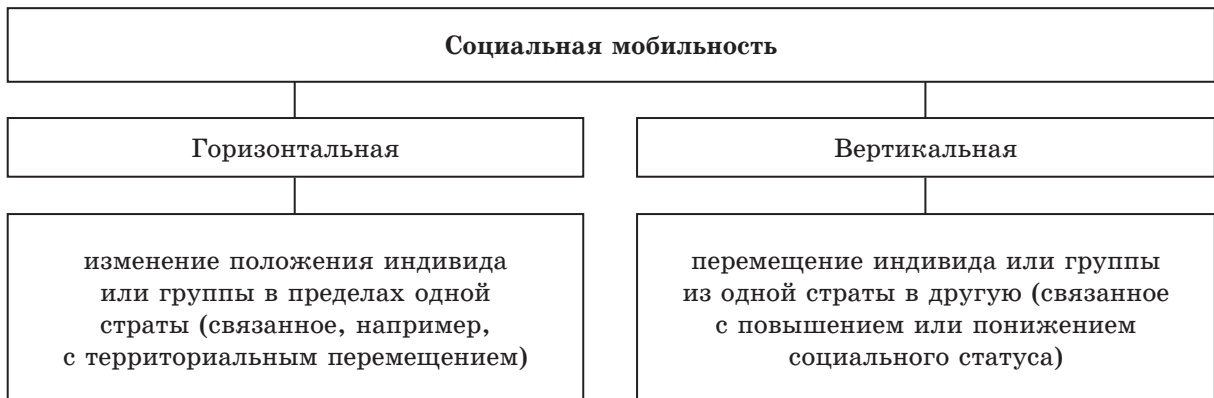 Социальная мобильность
Горизонтальная
Вертикальная
изменение положения индивида
или группы в пределах одной
страты (связанное, например,
с территориальным перемещением)
перемещение индивида или группы
из одной страты в другую (связанное
с повышением или понижением
социального статуса)